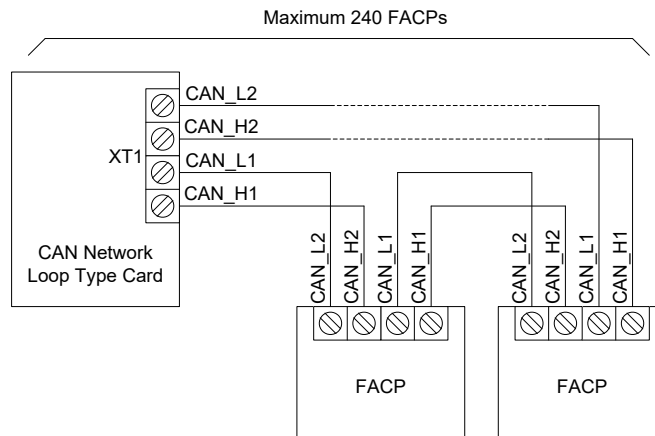 Maximum 240 FACPs
CAN_L2
CAN_H2
XT1
CAN_L1
CAN_H1
CAN Network
Loop Type Card
CAN_L2
CAN_H2
CAN_L1
CAN_H1
CAN_L2
CAN_H2
CAN_L1
CAN_H1
FACP
FACP